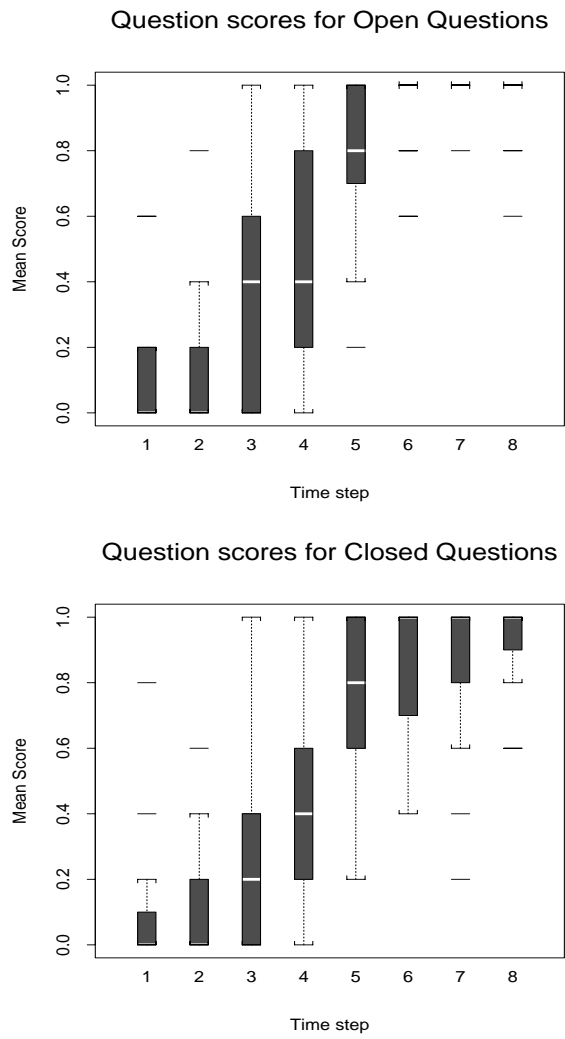 Question scores for Open Questions
1.0
0.8
0.6
0.4
0.2
0.0
Mean Score
1 2 3 4 5 6 7 8
Time step
Question scores for Closed Questions
1.0
0.8
0.6
0.4
0.2
0.0
Mean Score
1 2 3 4 5 6 7 8
Time step